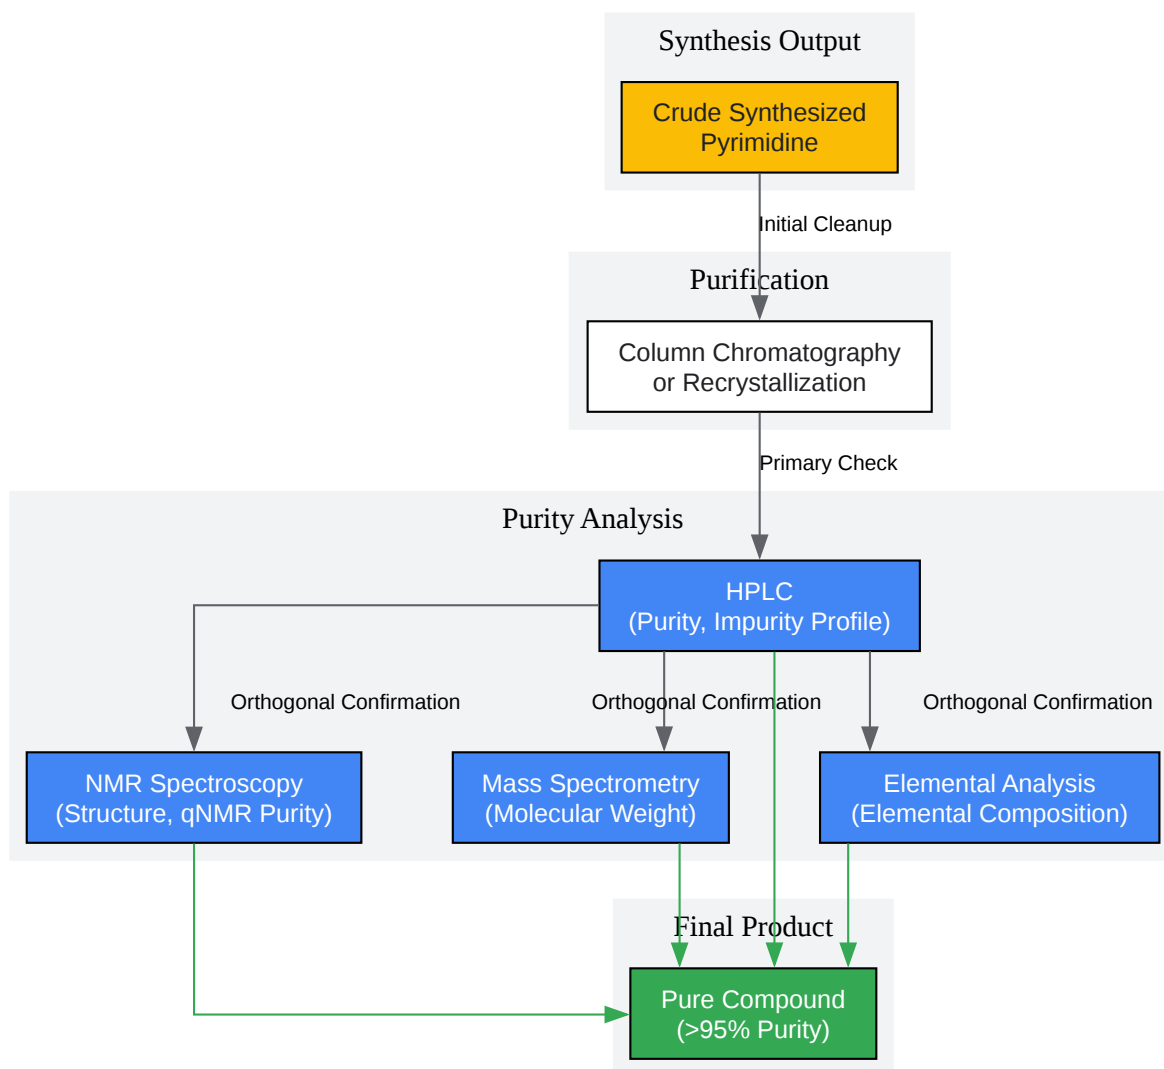 Synthesis Output
Crude Synthesized
Pyrimidine
Initial Cleanup
Purification
Column Chromatography
or Recrystallization
Primary Check
Purity Analysis
HPLC
(Purity, Impurity Profile)
Orthogonal Confirmation
Orthogonal Confirmation
Orthogonal Confirmation
NMR Spectroscopy
(Structure, qNMR Purity)
Mass Spectrometry
(Molecular Weight)
Elemental Analysis
(Elemental Composition)
Final Product
Pure Compound
(>95% Purity)